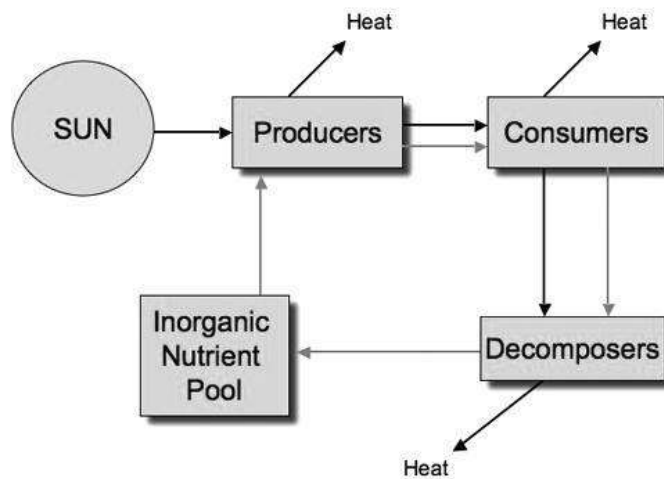 Heat
Heat
SUN
Producers
Consumers
Inorganic
Nutrient
Pool
Decomposers
Heat